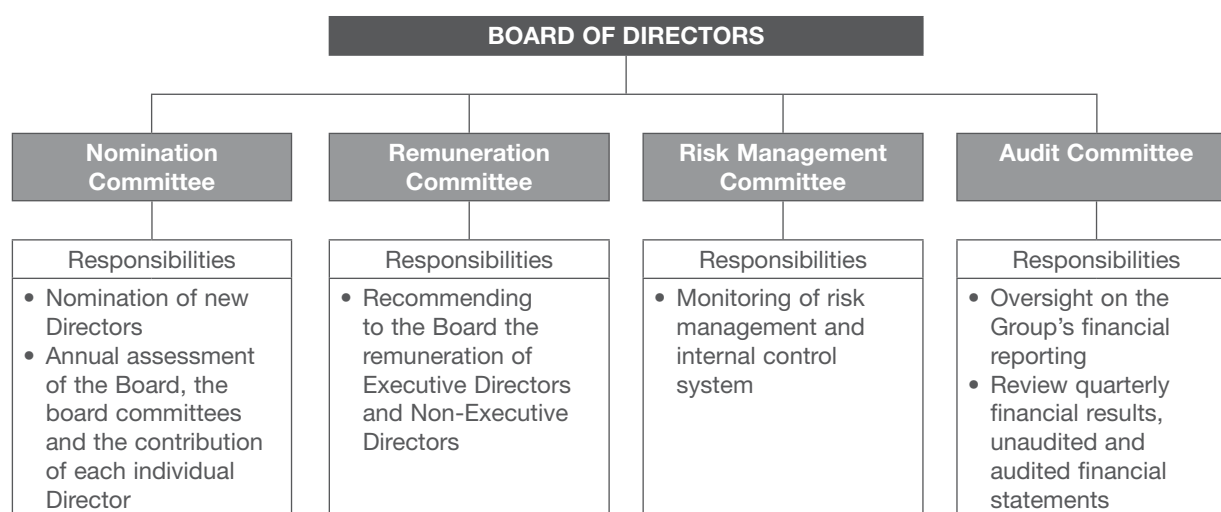 BOARD OF DIRECTORS
Nomination
Committee
Responsibilities
• Nomination of new
Directors
• Annual assessment
of the Board, the
board committees
and the contribution
of each individual
Director
Remuneration
Committee
Responsibilities
• Recommending
to the Board the
remuneration of
Executive Directors
and Non-Executive
Directors
Risk Management
Committee
Responsibilities
• Monitoring of risk
management and
internal control
system
Audit Committee
Responsibilities
• Oversight on the
Group’s financial
reporting
• Review quarterly
financial results,
unaudited and
audited financial
statements